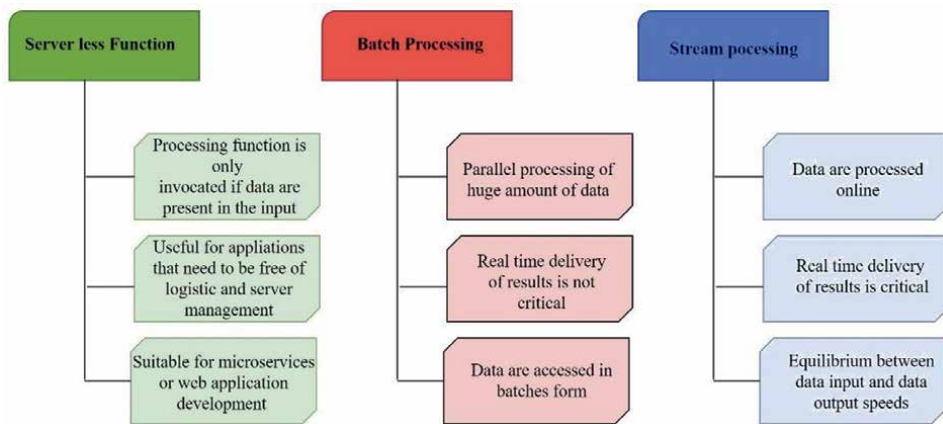 Server less Function
Processing function is
only
invocated if data are
present in the input
Useful for appliations
that need to be free of
logistic and server
management
Suitable for microservices
or web application
development
Batch Processing
Parallel processing of
huge amount of data
Real time delivery
of results is not
critical
Data are accessed in
batches form
Stream pocessing
Data are processed
online
Real time delivery
of results is critical
Equilibrium between
data input and data
output speeds